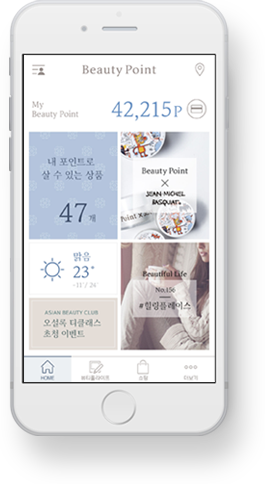 Beauty Point
My
Beauty Point
42,215P
내 포인트로
살 수 있는 상품
47개
Beauty Point
×
JEAN-MICHEL
BASQUIAT
맑음
23°
Beautiful Life
No.156
#힐링플레이스
ASIAN BEAUTY CLUB
오설록 티클래스
초청 이벤트
HOME
뷰티라이프
쇼핑
더보기